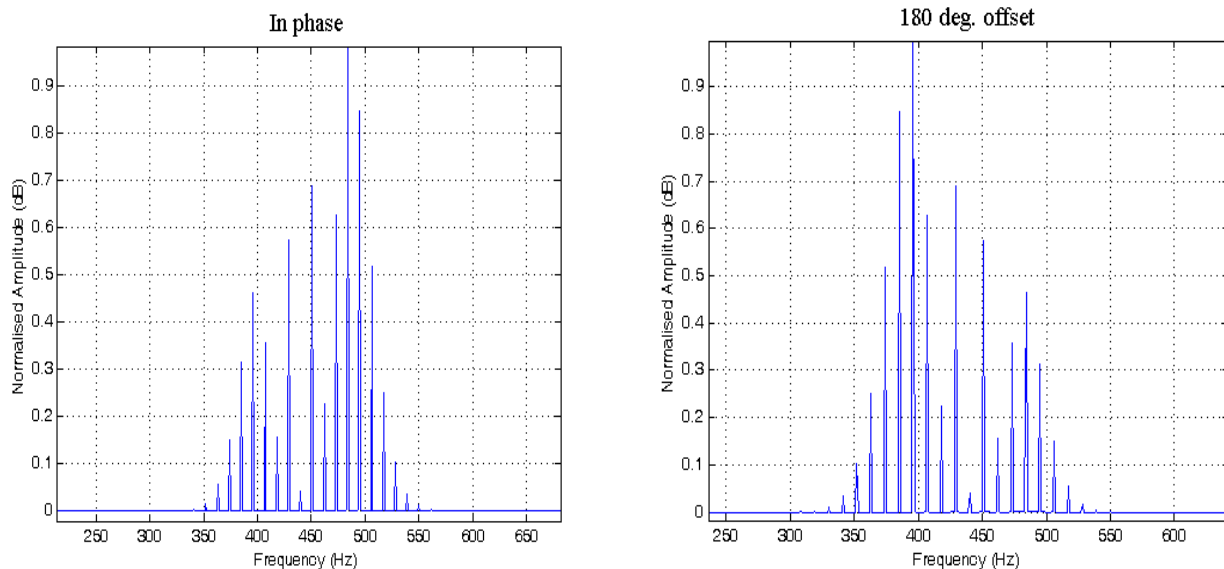 In phase
Normalised Amplitude (dB)
0.9
0.8
0.7
0.6
0.5
0.4
0.3
0.2
0.1
0
250 300 350 400 450 500 550 600 650
Frequency (Hz)
180 deg. offset
Normalised Amplitude (dB)
0.9
0.8
0.7
0.6
0.5
0.4
0.3
0.2
0.1
0
250 300 350 400 450 500 550 600
Frequency (Hz)